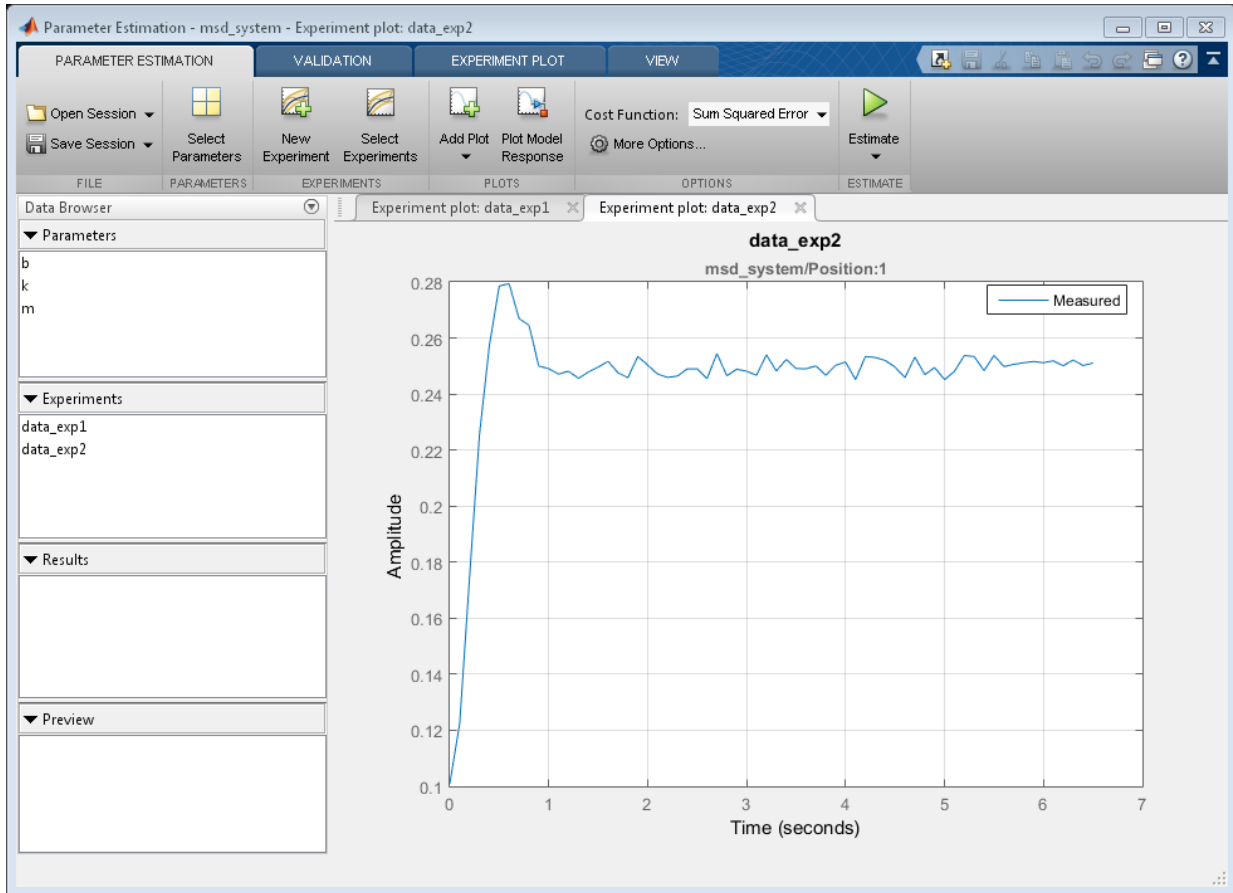 Parameter Estimation - msd_system - Experiment plot: data_exp2
PARAMETER ESTIMATION VALIDATION EXPERIMENT PLOT VIEW
Open Session
Save Session
Select Parameters
New Experiment
Select Experiments
Add Plot
Plot Model Response
Cost Function: Sum Squared Error
More Options...
Estimate
FILE PARAMETERS EXPERIMENTS PLOTS OPTIONS ESTIMATE
Data Browser
Parameters
b
k
m
Experiments
data_exp1
data_exp2
Results
Preview
Experiment plot: data_exp1 Experiment plot: data_exp2
data_exp2
msd_system/Position:1
Measured
Amplitude
0.28
0.26
0.24
0.22
0.2
0.18
0.16
0.14
0.12
0.1
0 1 2 3 4 5 6 7
Time (seconds)